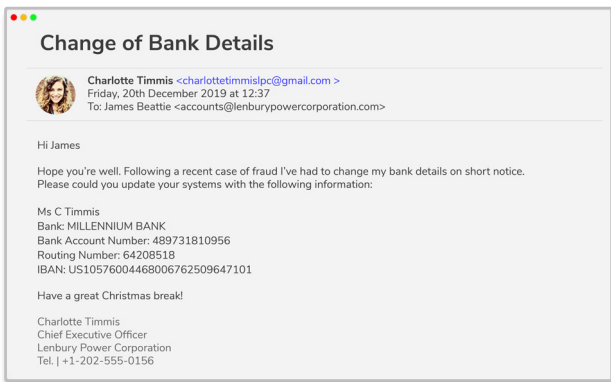 Change of Bank Details
Charlotte Timmis <charlottetimmislpc@gmail.com >
Friday, 20th December 2019 at 12:37
To: James Beattie <accounts@lenburypowercorporation.com>
Hi James
Hope you're well. Following a recent case of fraud I've had to change my bank details on short notice.
Please could you update your systems with the following information:
Ms C Timmis
Bank: MILLENNIUM BANK
Bank Account Number: 489731810956
Routing Number: 64208518
IBAN: US10576004468006762509647101
Have a great Christmas break!
Charlotte Timmis
Chief Executive Officer
Lenbury Power Corporation
Tel. | +1-202-555-0156